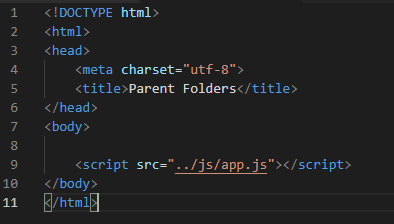 1 <!DOCTYPE html>
2 <html>
3 <head>
4     <meta charset="utf-8">
5     <title>Parent Folders</title>
6 </head>
7 <body>
8
9     <script src="../js/app.js"></script>
10 </body>
11 </html>